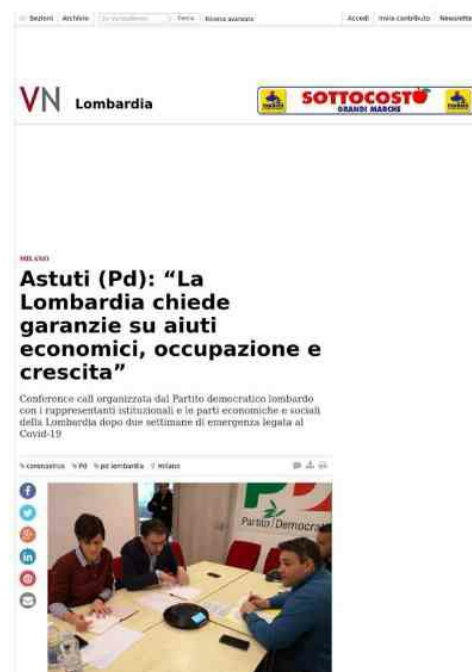 Sezioni Archivio Cerca Ricerca avanzata Accedi Invia contributo Newsletter
VN Lombardia
SOTTOCOSTO
GRANDI MARCHE
MILANO
Astuti (Pd): “La
Lombardia chiede
garanzie su aiuti
economici, occupazione e
crescita”
Conference call organizzata dal Partito democratico lombardo
con i rappresentanti istituzionali e le parti economiche e sociali
della Lombardia dopo due settimane di emergenza legata al
Covid-19
coronavirus Pd pd lombardia Milano
PD
Partito Democra